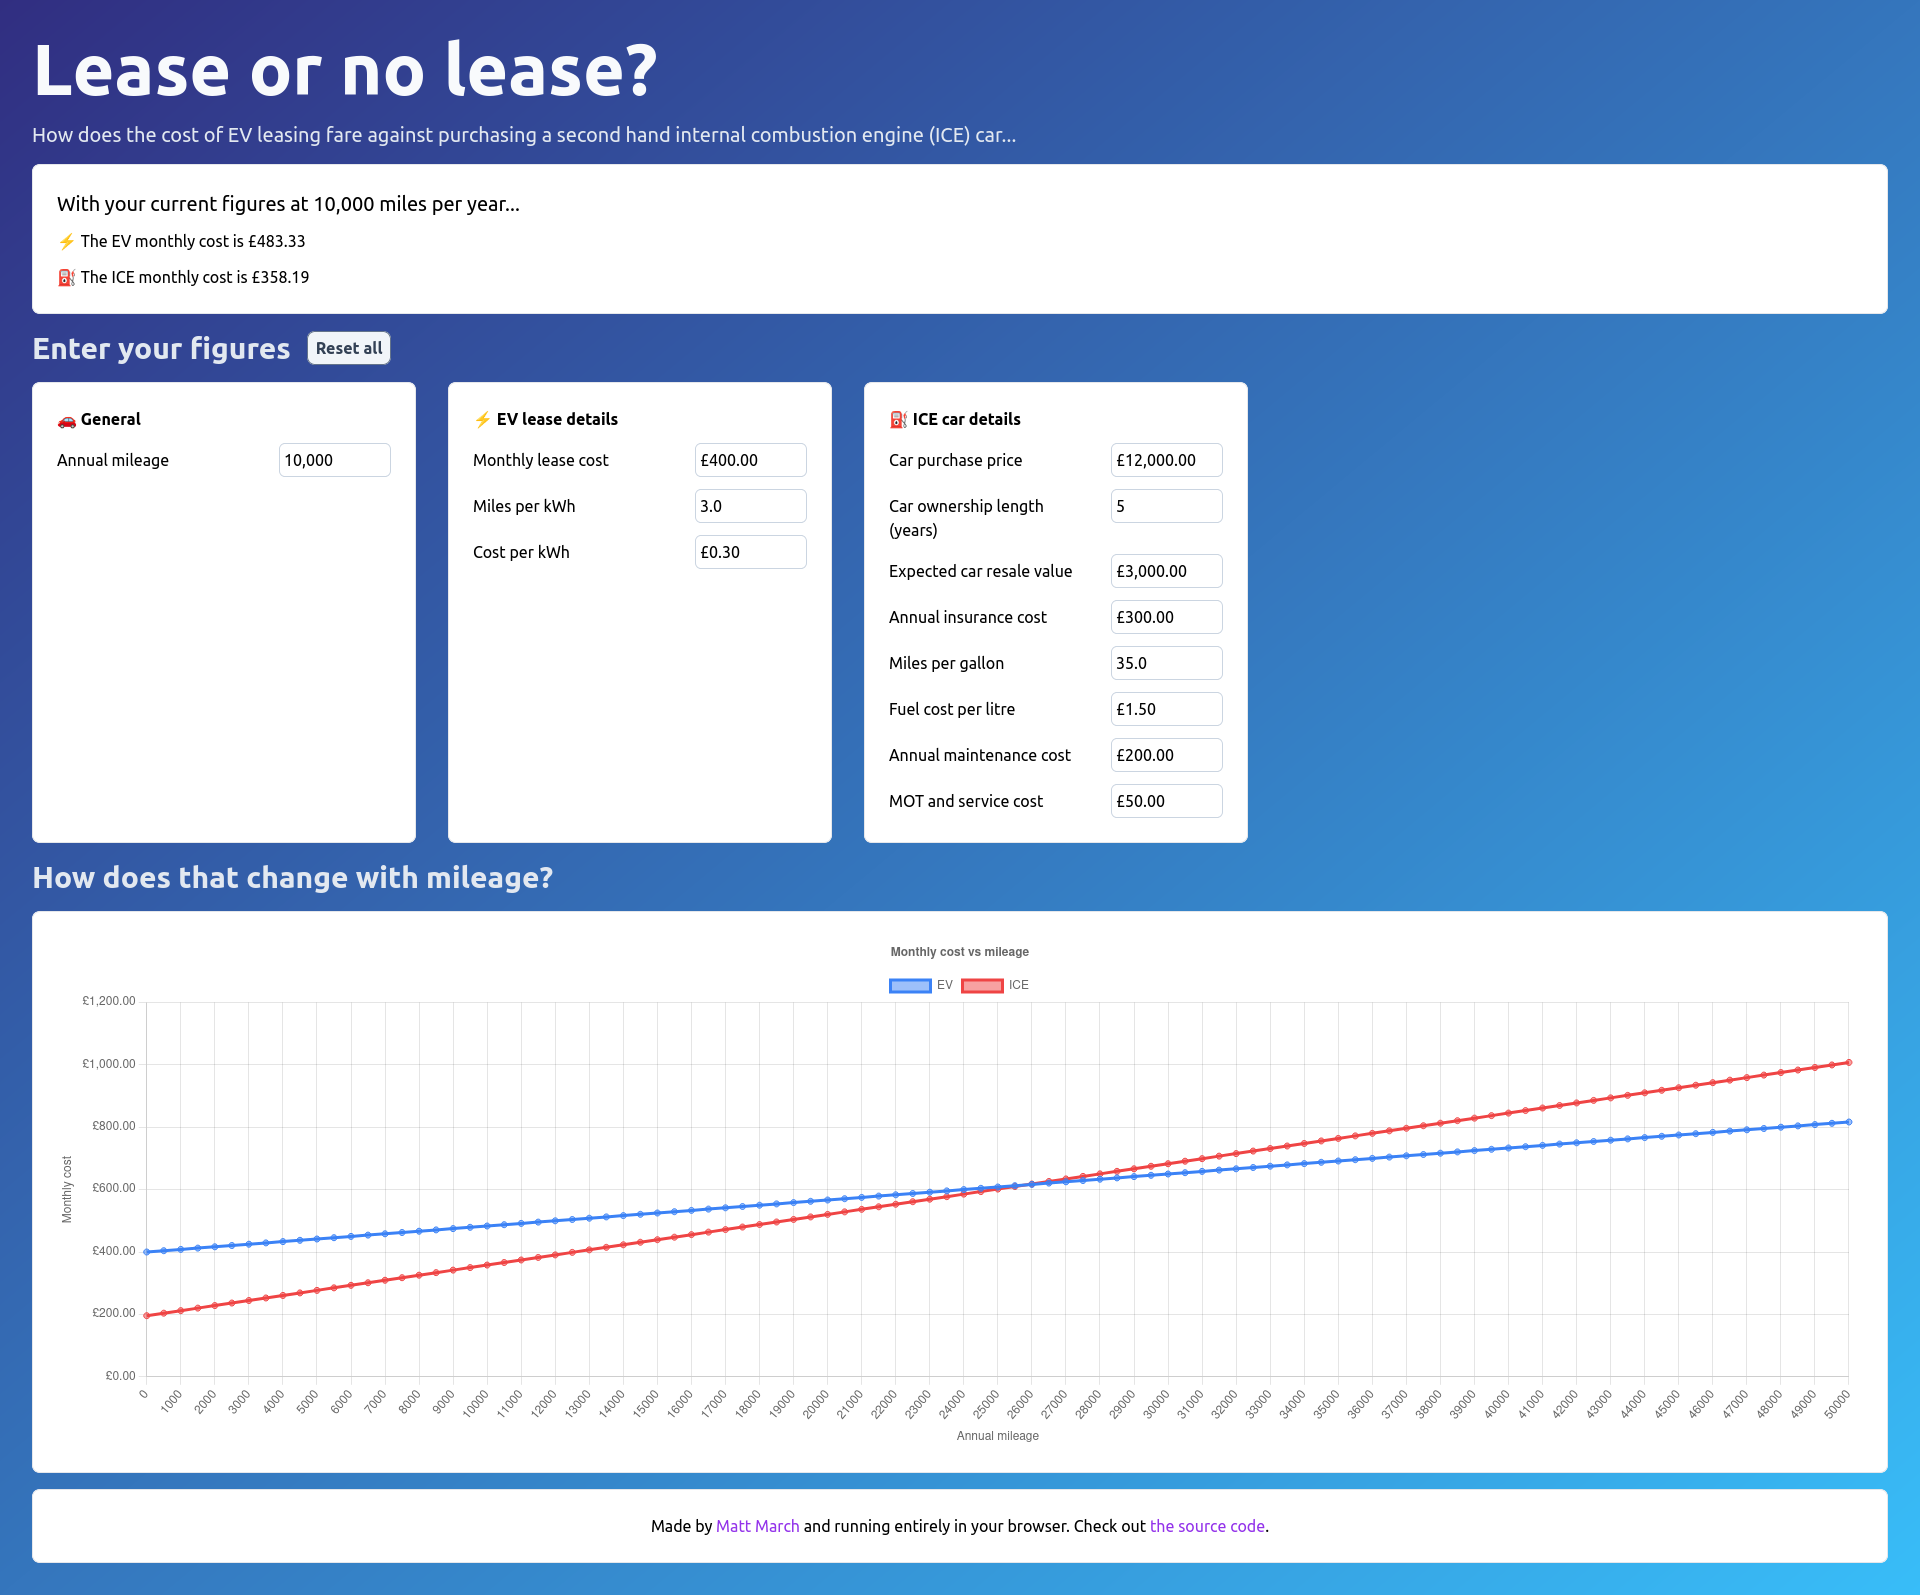 Lease or no lease?
How does the cost of EV leasing fare against purchasing a second hand internal combustion engine (ICE) car...
With your current figures at 10,000 miles per year...
⚡ The EV monthly cost is £483.33
⛽ The ICE monthly cost is £358.19
Enter your figures
Reset all
🚗 General
Annual mileage
10,000
⚡ EV lease details
Monthly lease cost
£400.00
Miles per kWh
3.0
Cost per kWh
£0.30
⛽ ICE car details
Car purchase price
£12,000.00
Car ownership length
(years)
5
Expected car resale value
£3,000.00
Annual insurance cost
£300.00
Miles per gallon
35.0
Fuel cost per litre
£1.50
Annual maintenance cost
£200.00
MOT and service cost
£50.00
How does that change with mileage?
Monthly cost vs mileage
EV
ICE
£1,200.00
£1,000.00
£800.00
£600.00
£400.00
£200.00
£0.00
Monthly cost
0
1000
2000
3000
4000
5000
6000
7000
8000
9000
10000
11000
12000
13000
14000
15000
16000
17000
18000
19000
20000
21000
22000
23000
24000
25000
26000
27000
28000
29000
30000
31000
32000
33000
34000
35000
36000
37000
38000
39000
40000
41000
42000
43000
44000
45000
46000
47000
48000
49000
50000
Annual mileage
Made by Matt March and running entirely in your browser. Check out the source code.